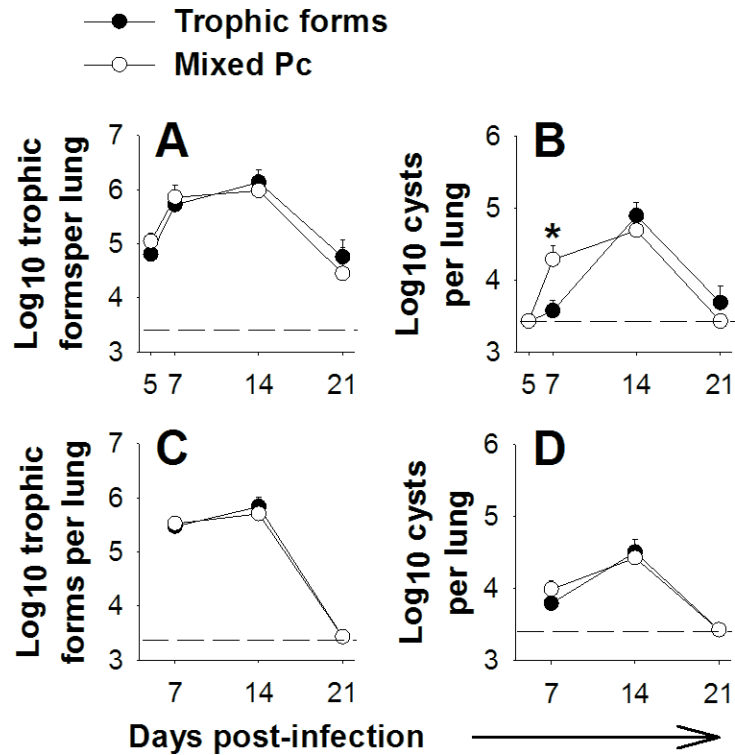 Trophic forms
Mixed Pc
A
Log10 trophic
formsper lung
7
6
5
4
3
5 7 14 21
B
*
Log10 cysts
per lung
6
5
4
3
5 7 14 21
C
Log10 trophic
forms per lung
7
6
5
4
3
7 14 21
D
Log10 cysts
per lung
6
5
4
3
7 14 21
Days post-infection